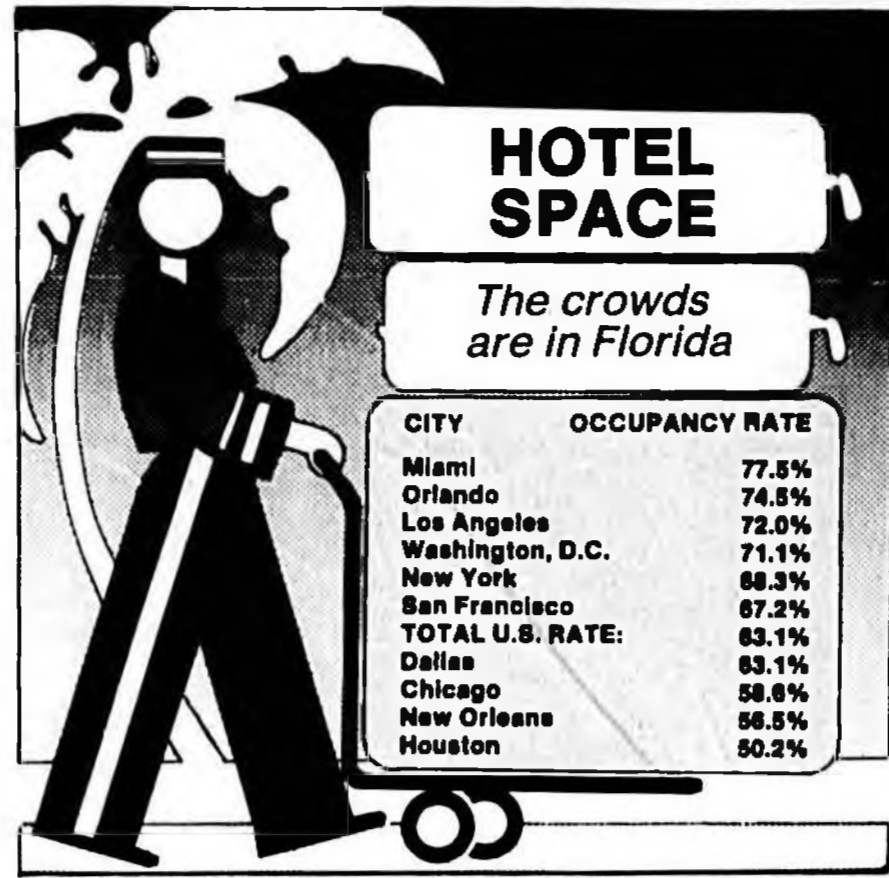 HOTEL
SPACE
The crowds
are in Florida
CITY OCCUPANCY RATE
Miami 77.5%
Orlando 74.5%
Los Angeles 72.0%
Washington, D.C. 71.1%
New York 68.3%
San Francisco 67.2%
TOTAL U.S. RATE: 63.1%
Dallas 63.1%
Chicago 58.6%
New Orleans 56.5%
Houston 50.2%